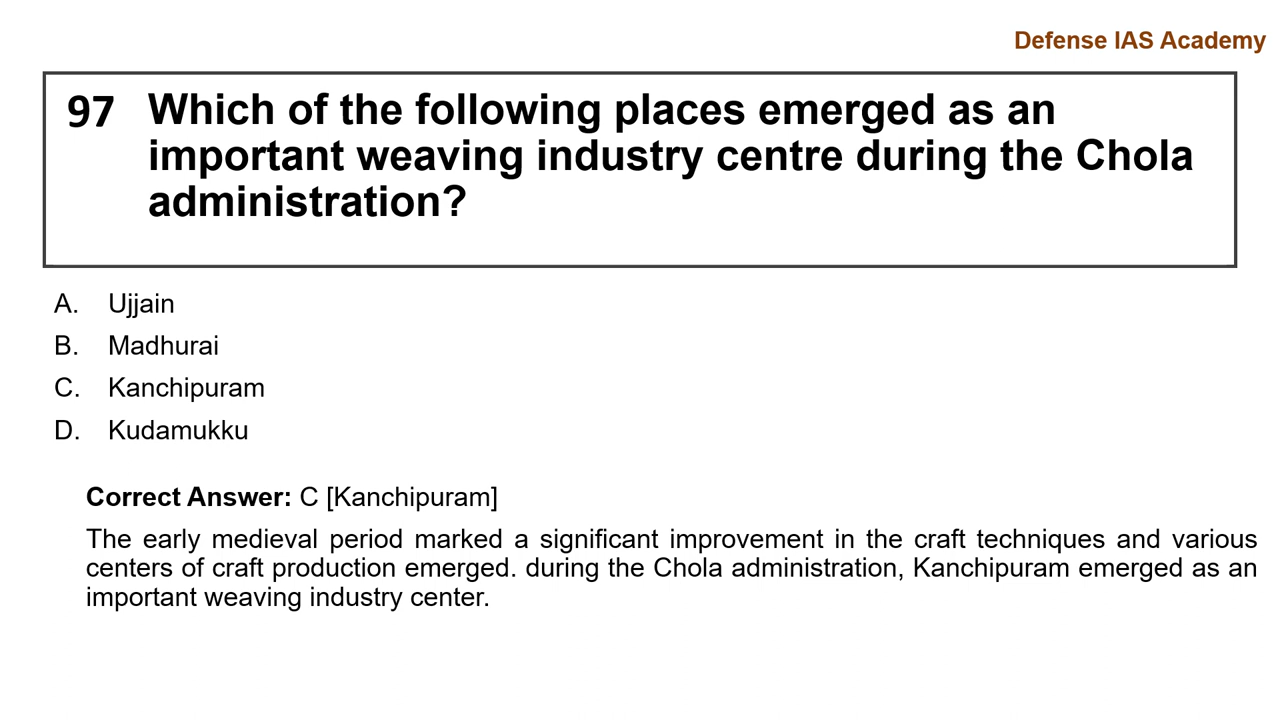 Defense IAS Academy
97 Which of the following places emerged as an
important weaving industry centre during the Chola
administration?
A. Ujjain
B. Madhurai
C. Kanchipuram
D. Kudamukku
Correct Answer: C [Kanchipuram]
The early medieval period marked a significant improvement in the craft techniques and various
centers of craft production emerged. during the Chola administration, Kanchipuram emerged as an
important weaving industry center.